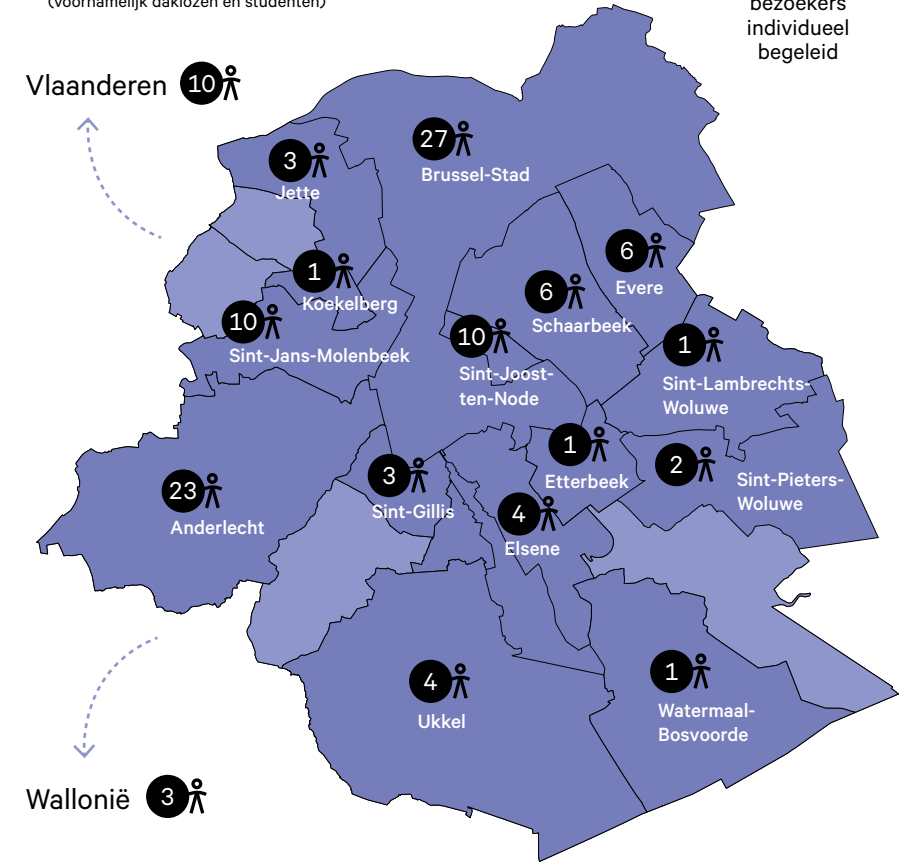 (voornamelijk daklozen en studenten)
bezoekers
individueel
begeleid
Vlaanderen 10
27
Brussel-Stad
3
Jette
6
Evere
1
Koekelberg
6
Schaarbeek
10
Sint-Jans-Molenbeek
10
Sint-Joost-
ten-Node
1
Sint-Lambrechts-
Woluwe
1
Etterbeek
2
Sint-Pieters-
Woluwe
3
Sint-Gillis
23
Anderlecht
4
Elsene
4
Ukkel
1
Watermaal-
Bosvoorde
Wallonië 3